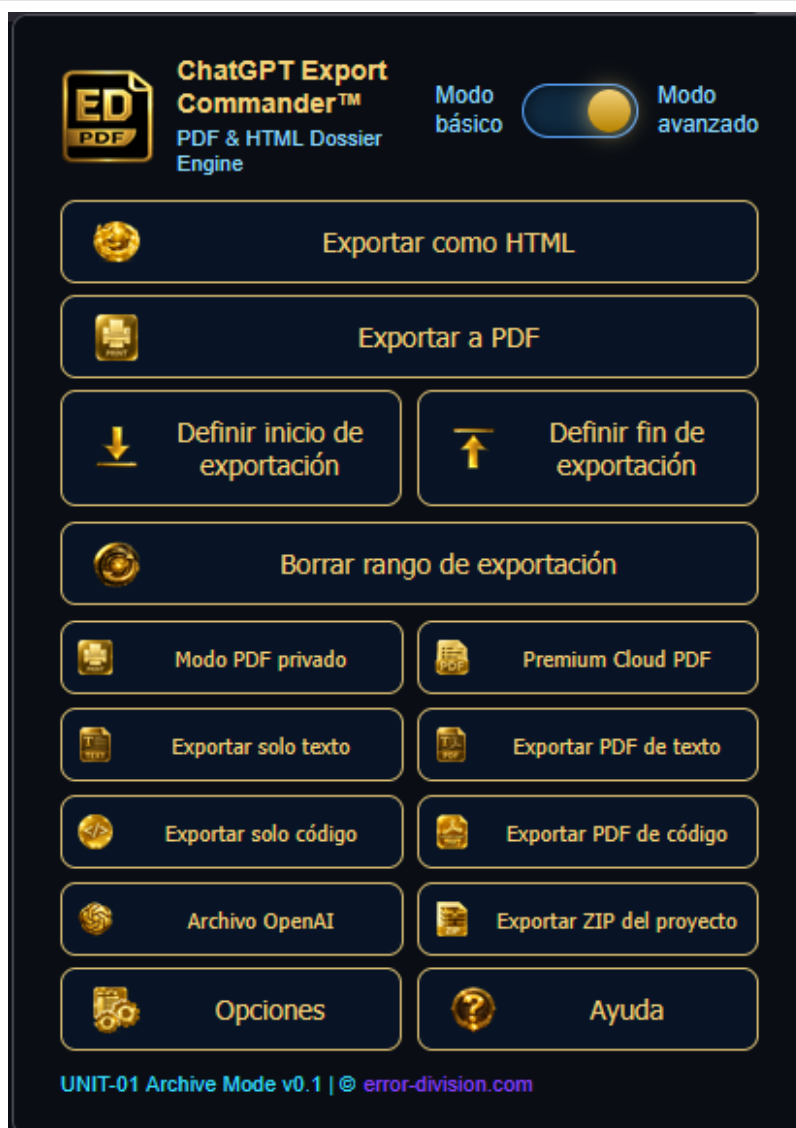 ED
PDF
ChatGPT Export
Commander™
PDF & HTML Dossier
Engine
Modo
básico
Modo
avanzado
Exportar como HTML
PRINT
Exportar a PDF
Definir inicio de
exportación
Definir fin de
exportación
Borrar rango de exportación
Modo PDF privado
PDF
Premium Cloud PDF
TEXT
Exportar solo texto
PDF
Exportar PDF de texto
</>
Exportar solo código
Exportar PDF de código
Archivo OpenAI
ZIP
Exportar ZIP del proyecto
Opciones
?
Ayuda
UNIT-01 Archive Mode v0.1 | © error-division.com